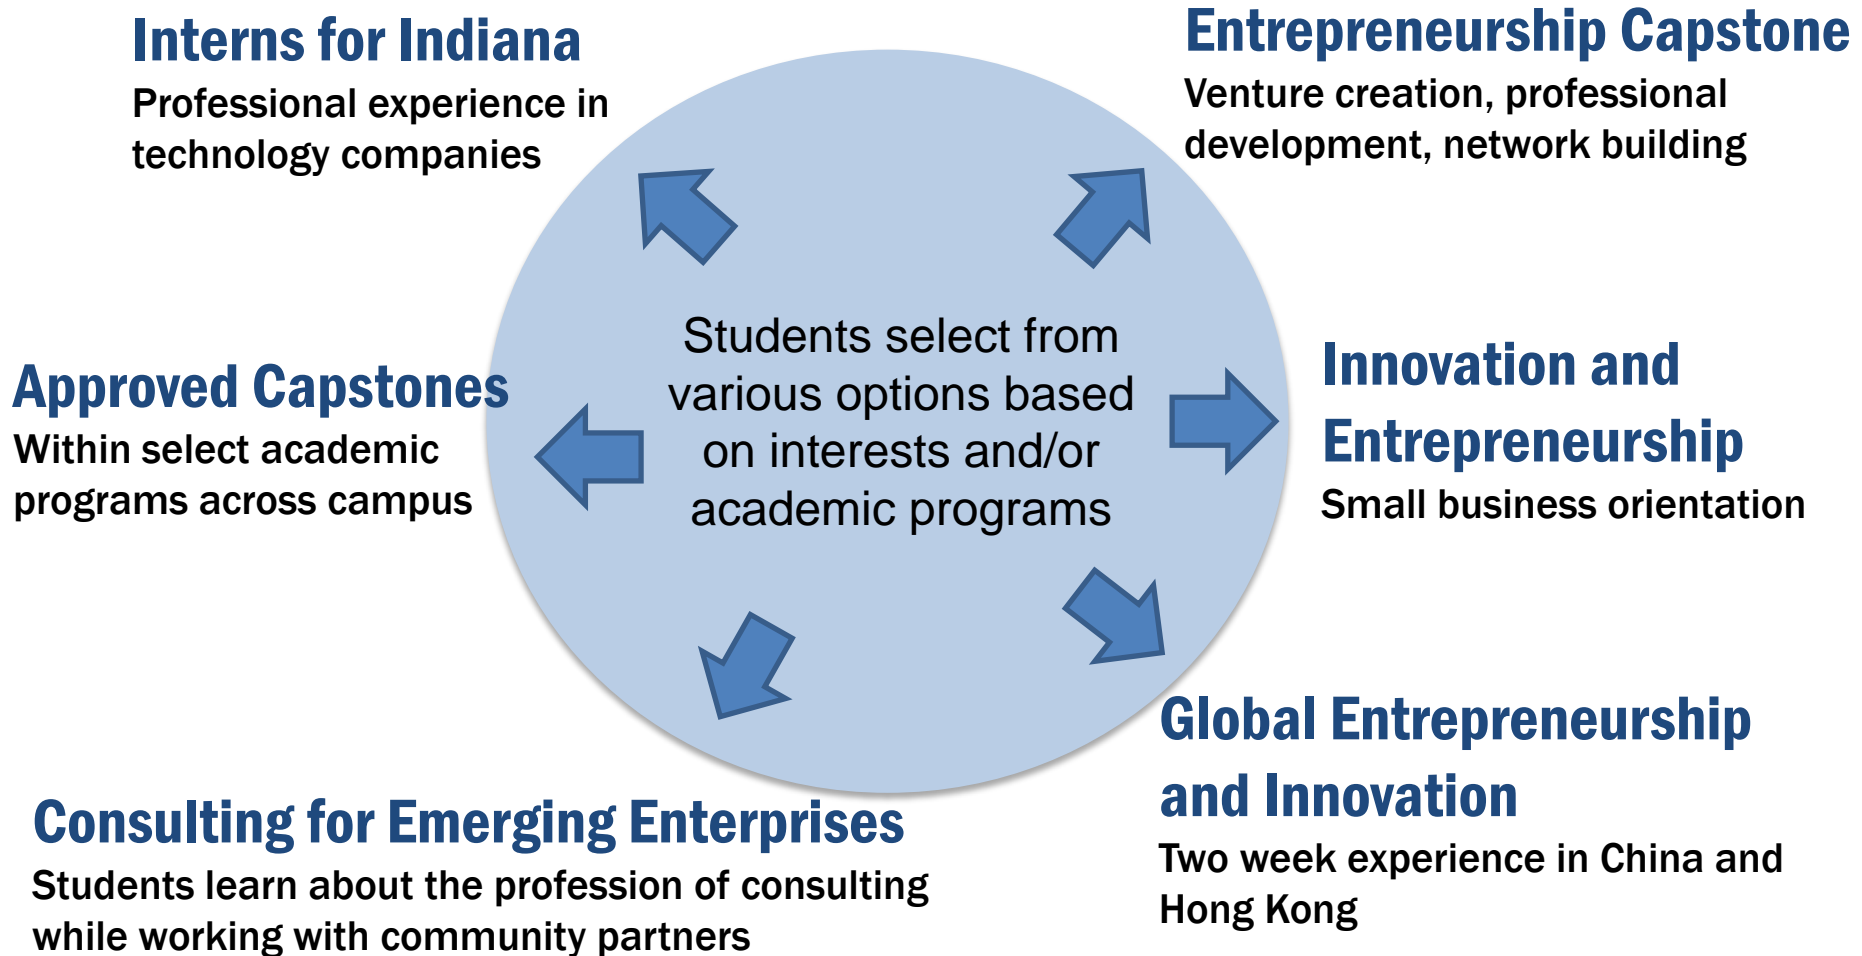 Interns for Indiana
Professional experience in
technology companies
Entrepreneurship Capstone
Venture creation, professional
development, network building
Approved Capstones
Within select academic
programs across campus
Students select from
various options based
on interests and/or
academic programs
Innovation and
Entrepreneurship
Small business orientation
Consulting for Emerging Enterprises
Students learn about the profession of consulting
while working with community partners
Global Entrepreneurship
and Innovation
Two week experience in China and
Hong Kong